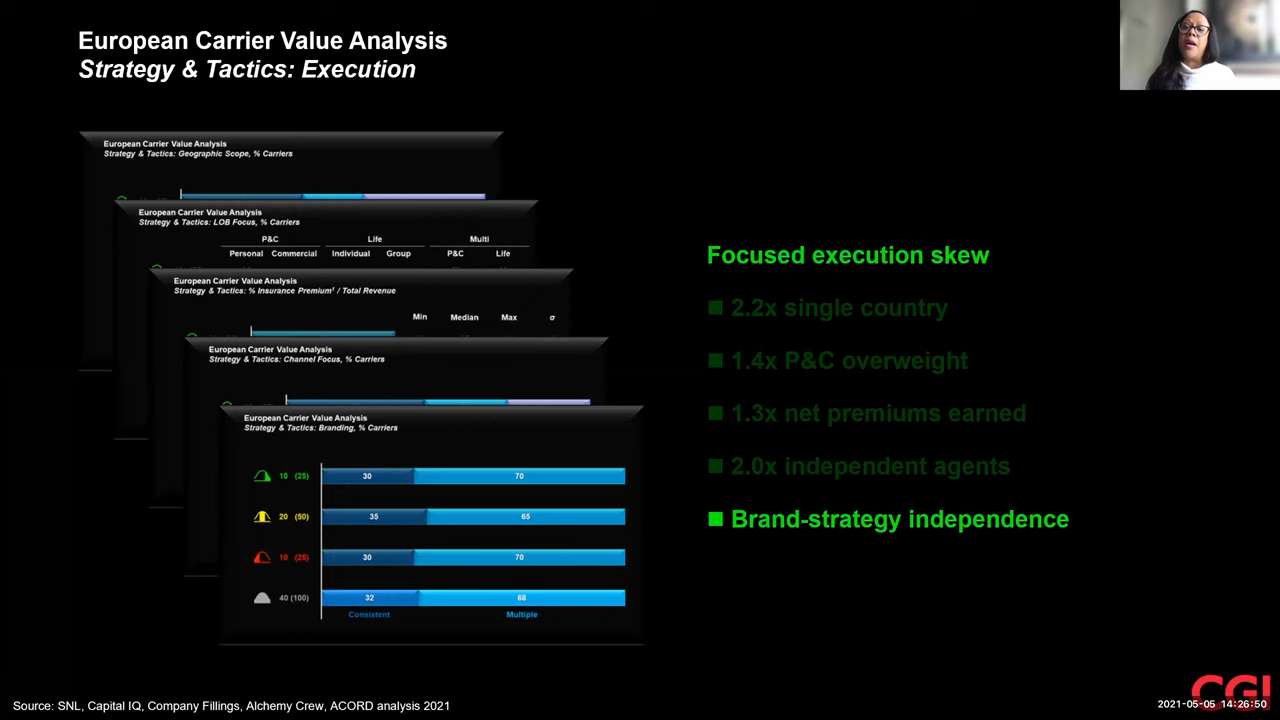 European Carrier Value Analysis
Strategy & Tactics: Execution
European Carrier Value Analysis
Strategy & Tactics: Geographic Scope, % Carriers
European Carrier Value Analysis
Strategy & Tactics: LOB Focus, % Carriers
P&C Life Multi
Personal Commercial Individual Group P&C Life
European Carrier Value Analysis
Strategy & Tactics: % Insurance Premium¹ / Total Revenue
Min Median Max σ
European Carrier Value Analysis
Strategy & Tactics: Channel Focus, % Carriers
European Carrier Value Analysis
Strategy & Tactics: Branding, % Carriers
10 (25) 30 70
20 (50) 35 65
10 (25) 30 70
40 (100) 32 68
Consistent Multiple
Focused execution skew
■ 2.2x single country
■ 1.4x P&C overweight
■ 1.3x net premiums earned
■ 2.0x independent agents
■ Brand-strategy independence
Source: SNL, Capital IQ, Company Fillings, Alchemy Crew, ACORD analysis 2021
CGI
2021-05-05 14:26:50